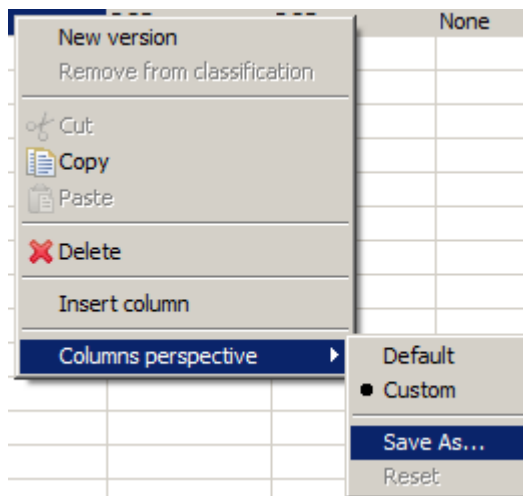 None
New version
Remove from classification
Cut
Copy
Paste
Delete
Insert column
Columns perspective
Default
Custom
Save As...
Reset